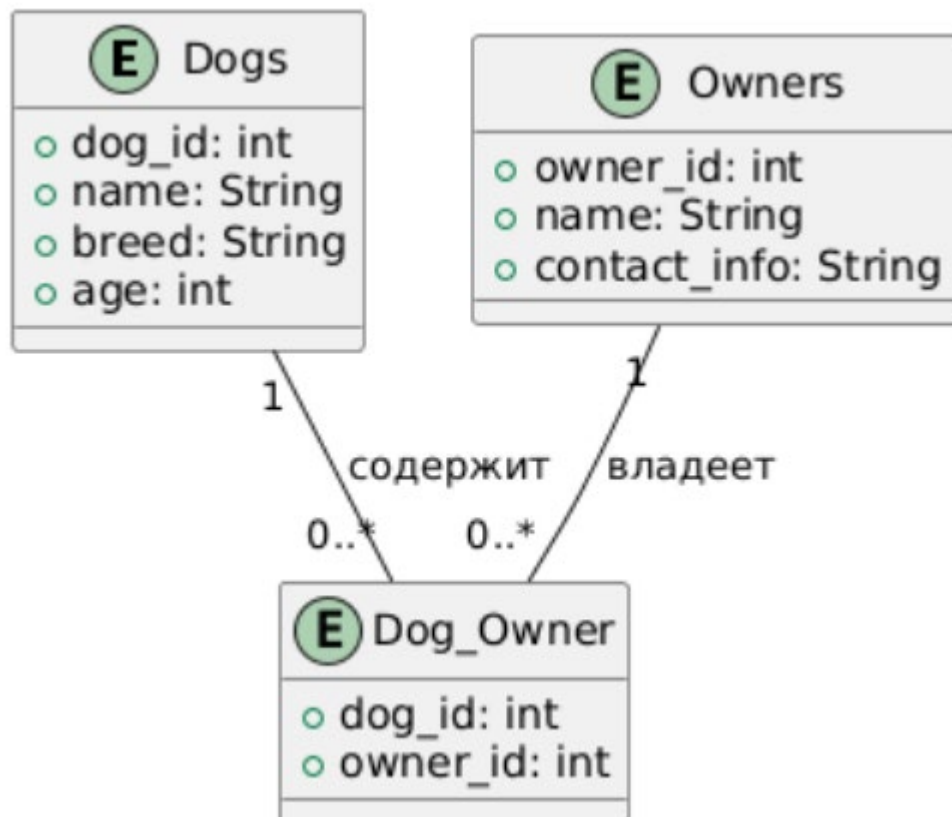 E Dogs
dog_id: int
name: String
breed: String
age: int
E Owners
owner_id: int
name: String
contact_info: String
1
1
содержит
владеет
0..*
0..*
E Dog_Owner
dog_id: int
owner_id: int